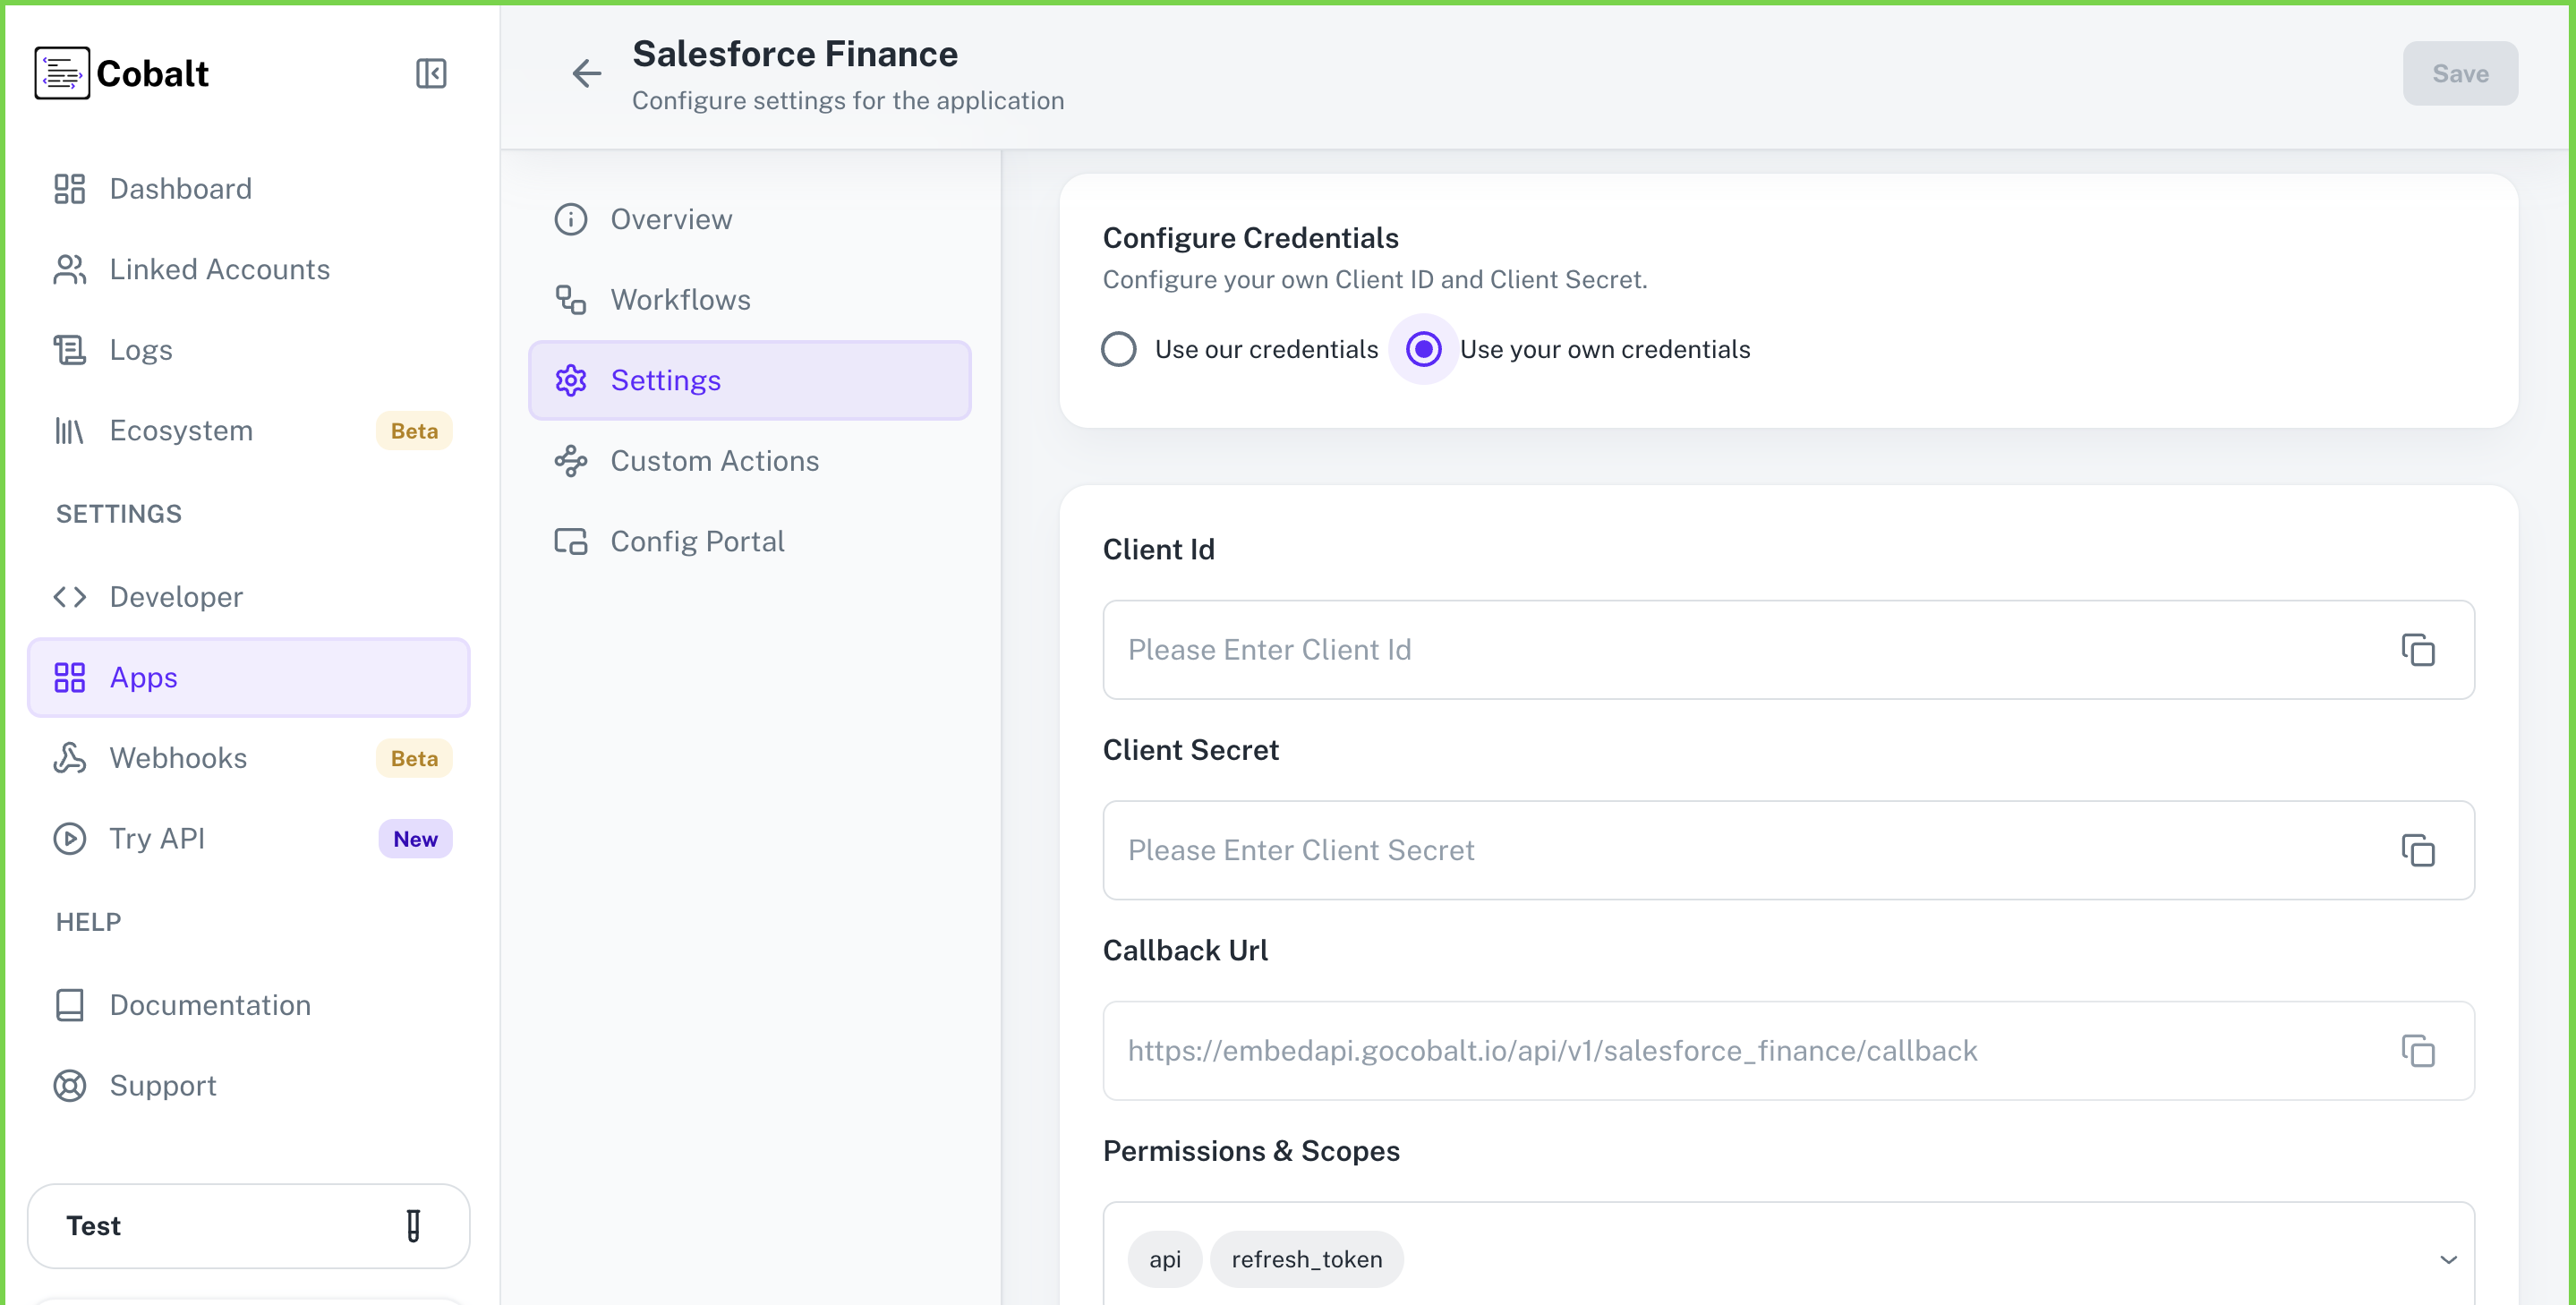 Cobalt
Dashboard
Linked Accounts
Logs
Ecosystem Beta
SETTINGS
Developer
Apps
Webhooks Beta
Try API New
HELP
Documentation
Support
Test
Salesforce Finance
Configure settings for the application
Save
Overview
Workflows
Settings
Custom Actions
Config Portal
Configure Credentials
Configure your own Client ID and Client Secret.
Use our credentials Use your own credentials
Client Id
Please Enter Client Id
Client Secret
Please Enter Client Secret
Callback Url
https://embedapi.gocobalt.io/api/v1/salesforce_finance/callback
Permissions & Scopes
api refresh_token